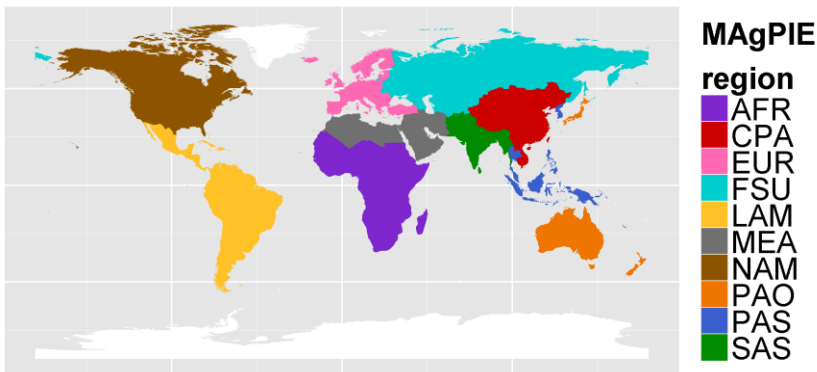 MAgPIE
region
AFR
CPA
EUR
FSU
LAM
MEA
NAM
PAO
PAS
SAS